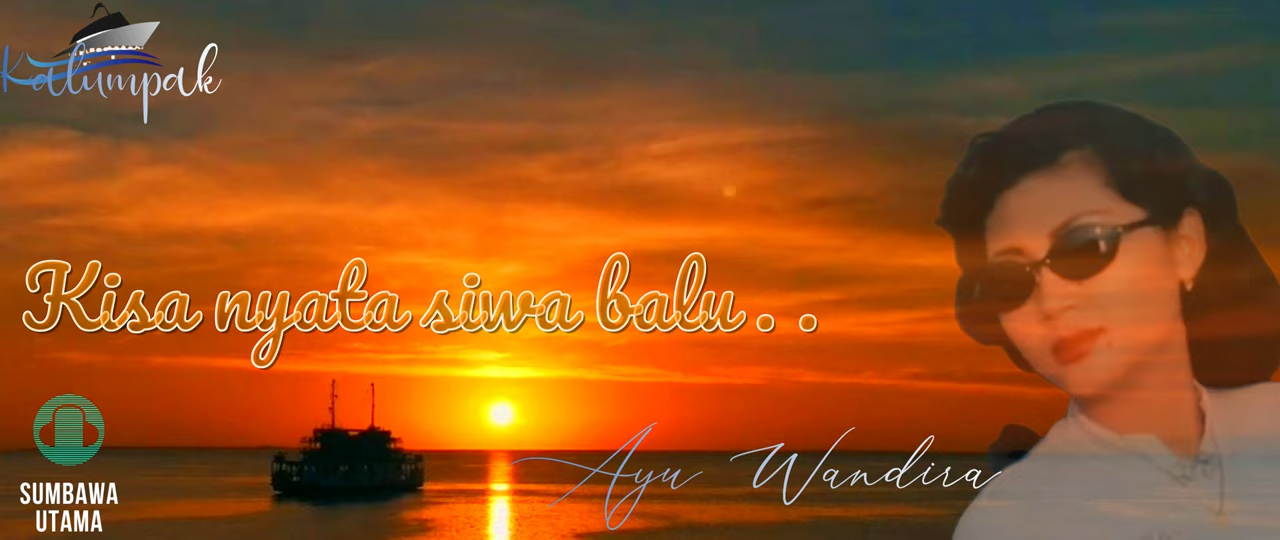 Kalumpak
Kisa nyata siwa balu . .
Ayu Wandira
SUMBAWA
UTAMA